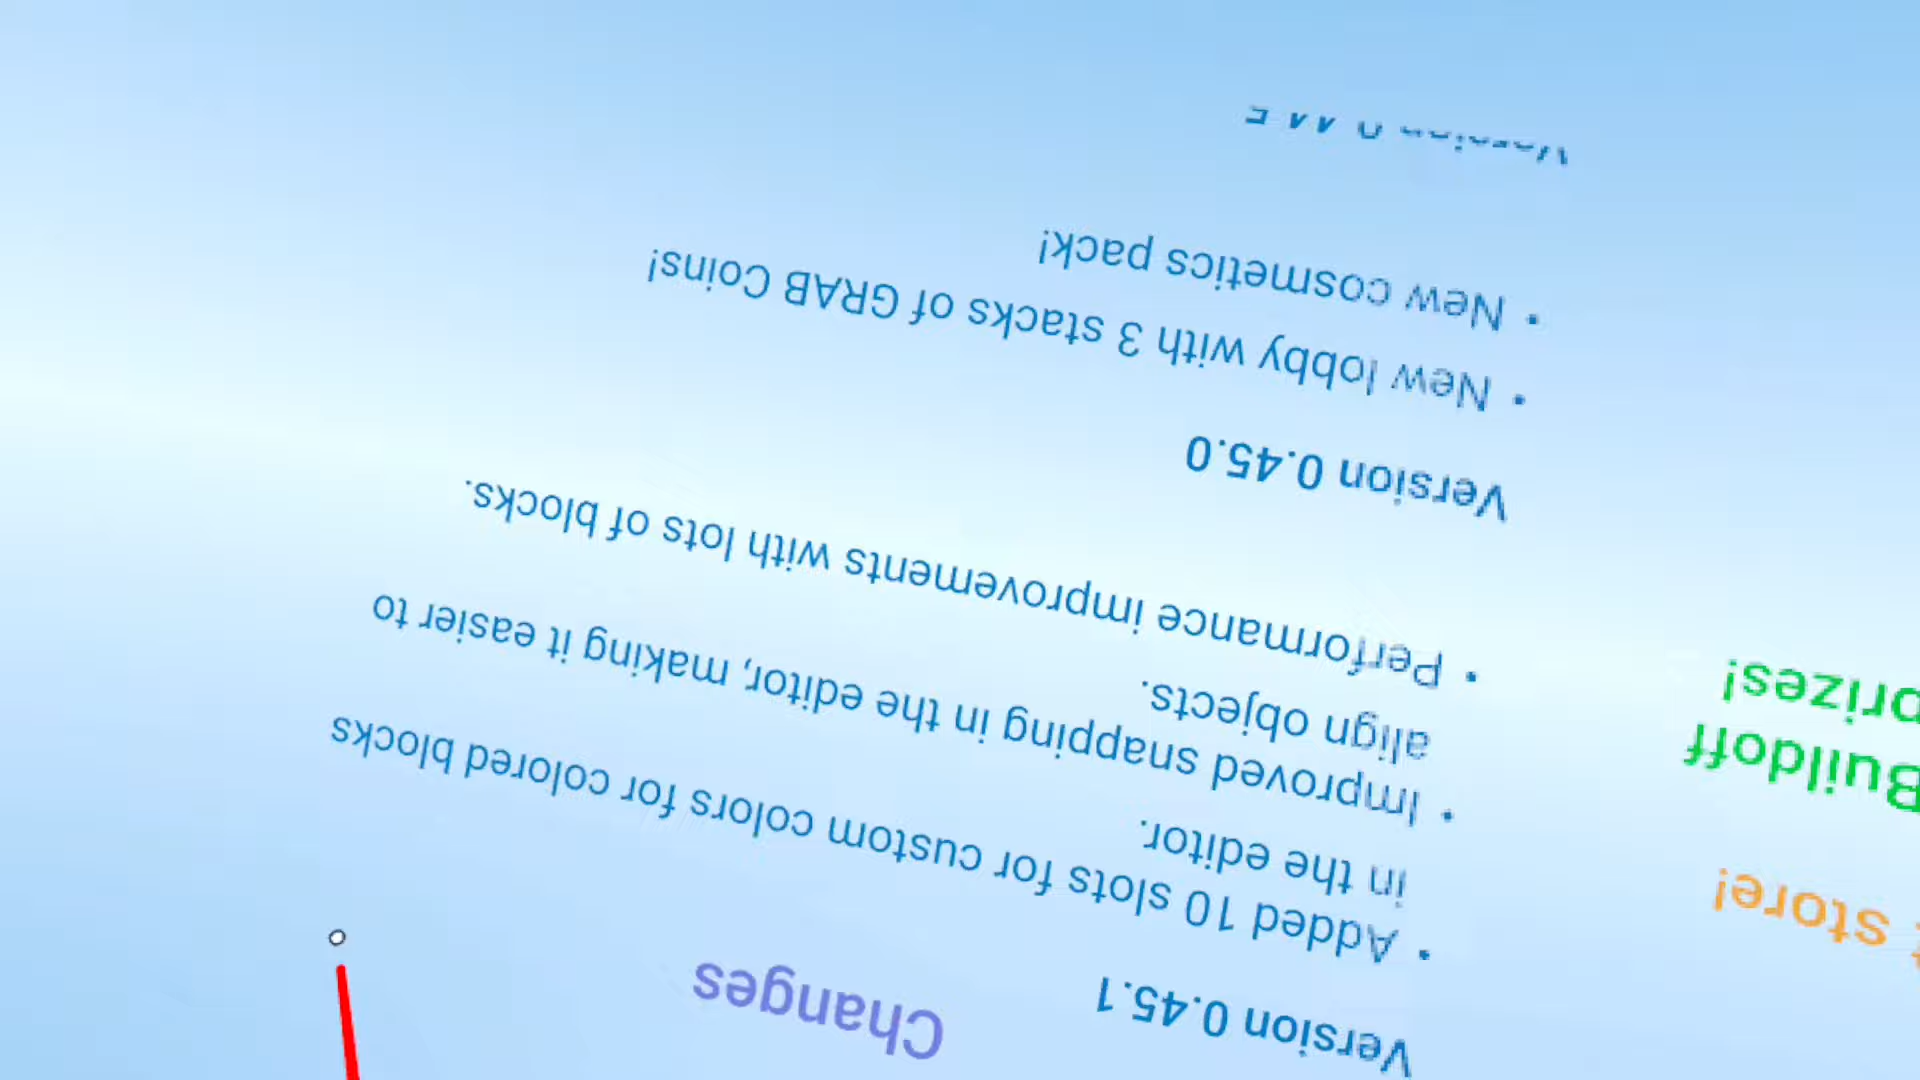 Changes
Version 0.45.1
• Added 10 slots for custom colors for colored blocks
in the editor.
• Improved snapping in the editor, making it easier to
align objects.
• Performance improvements with lots of blocks.
Version 0.45.0
• New lobby with 3 stacks of GRAB Coins!
• New cosmetics pack!
Version
store!
Buildoff
prizes!